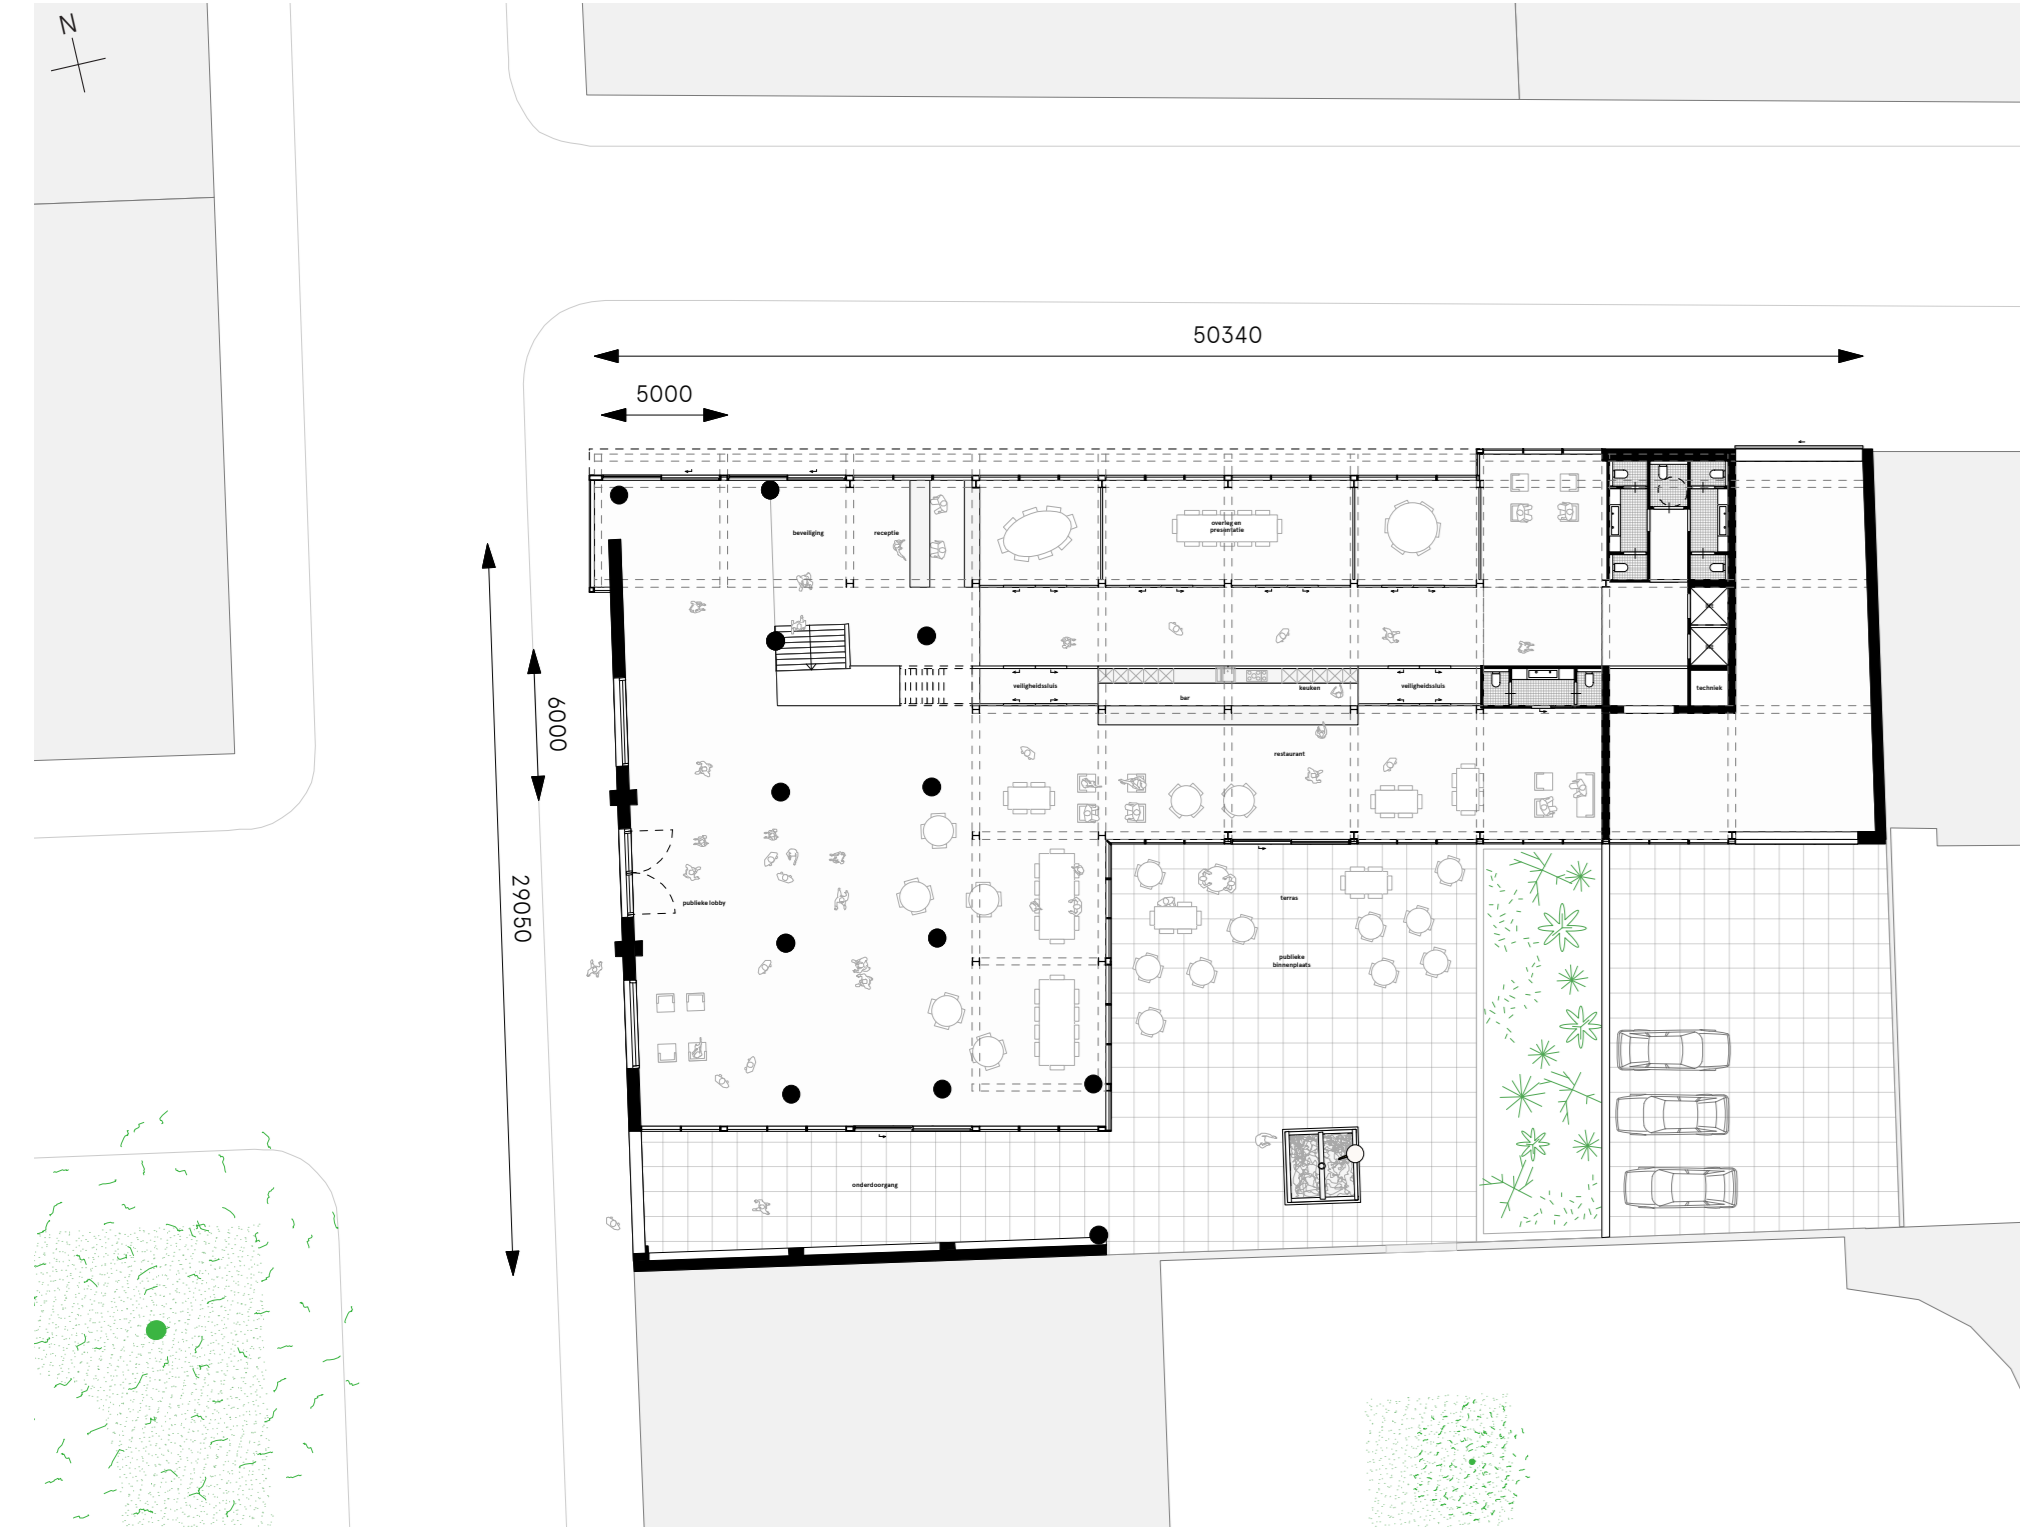 N
50340
5000
beveiliging
receptie
overleg en
presentatie
6000
veiligheidssluis
bar
keuken
veiligheidssluis
techniek
restaurant
29050
publieke lobby
terras
publieke
binnenplaats
onderdoorgang